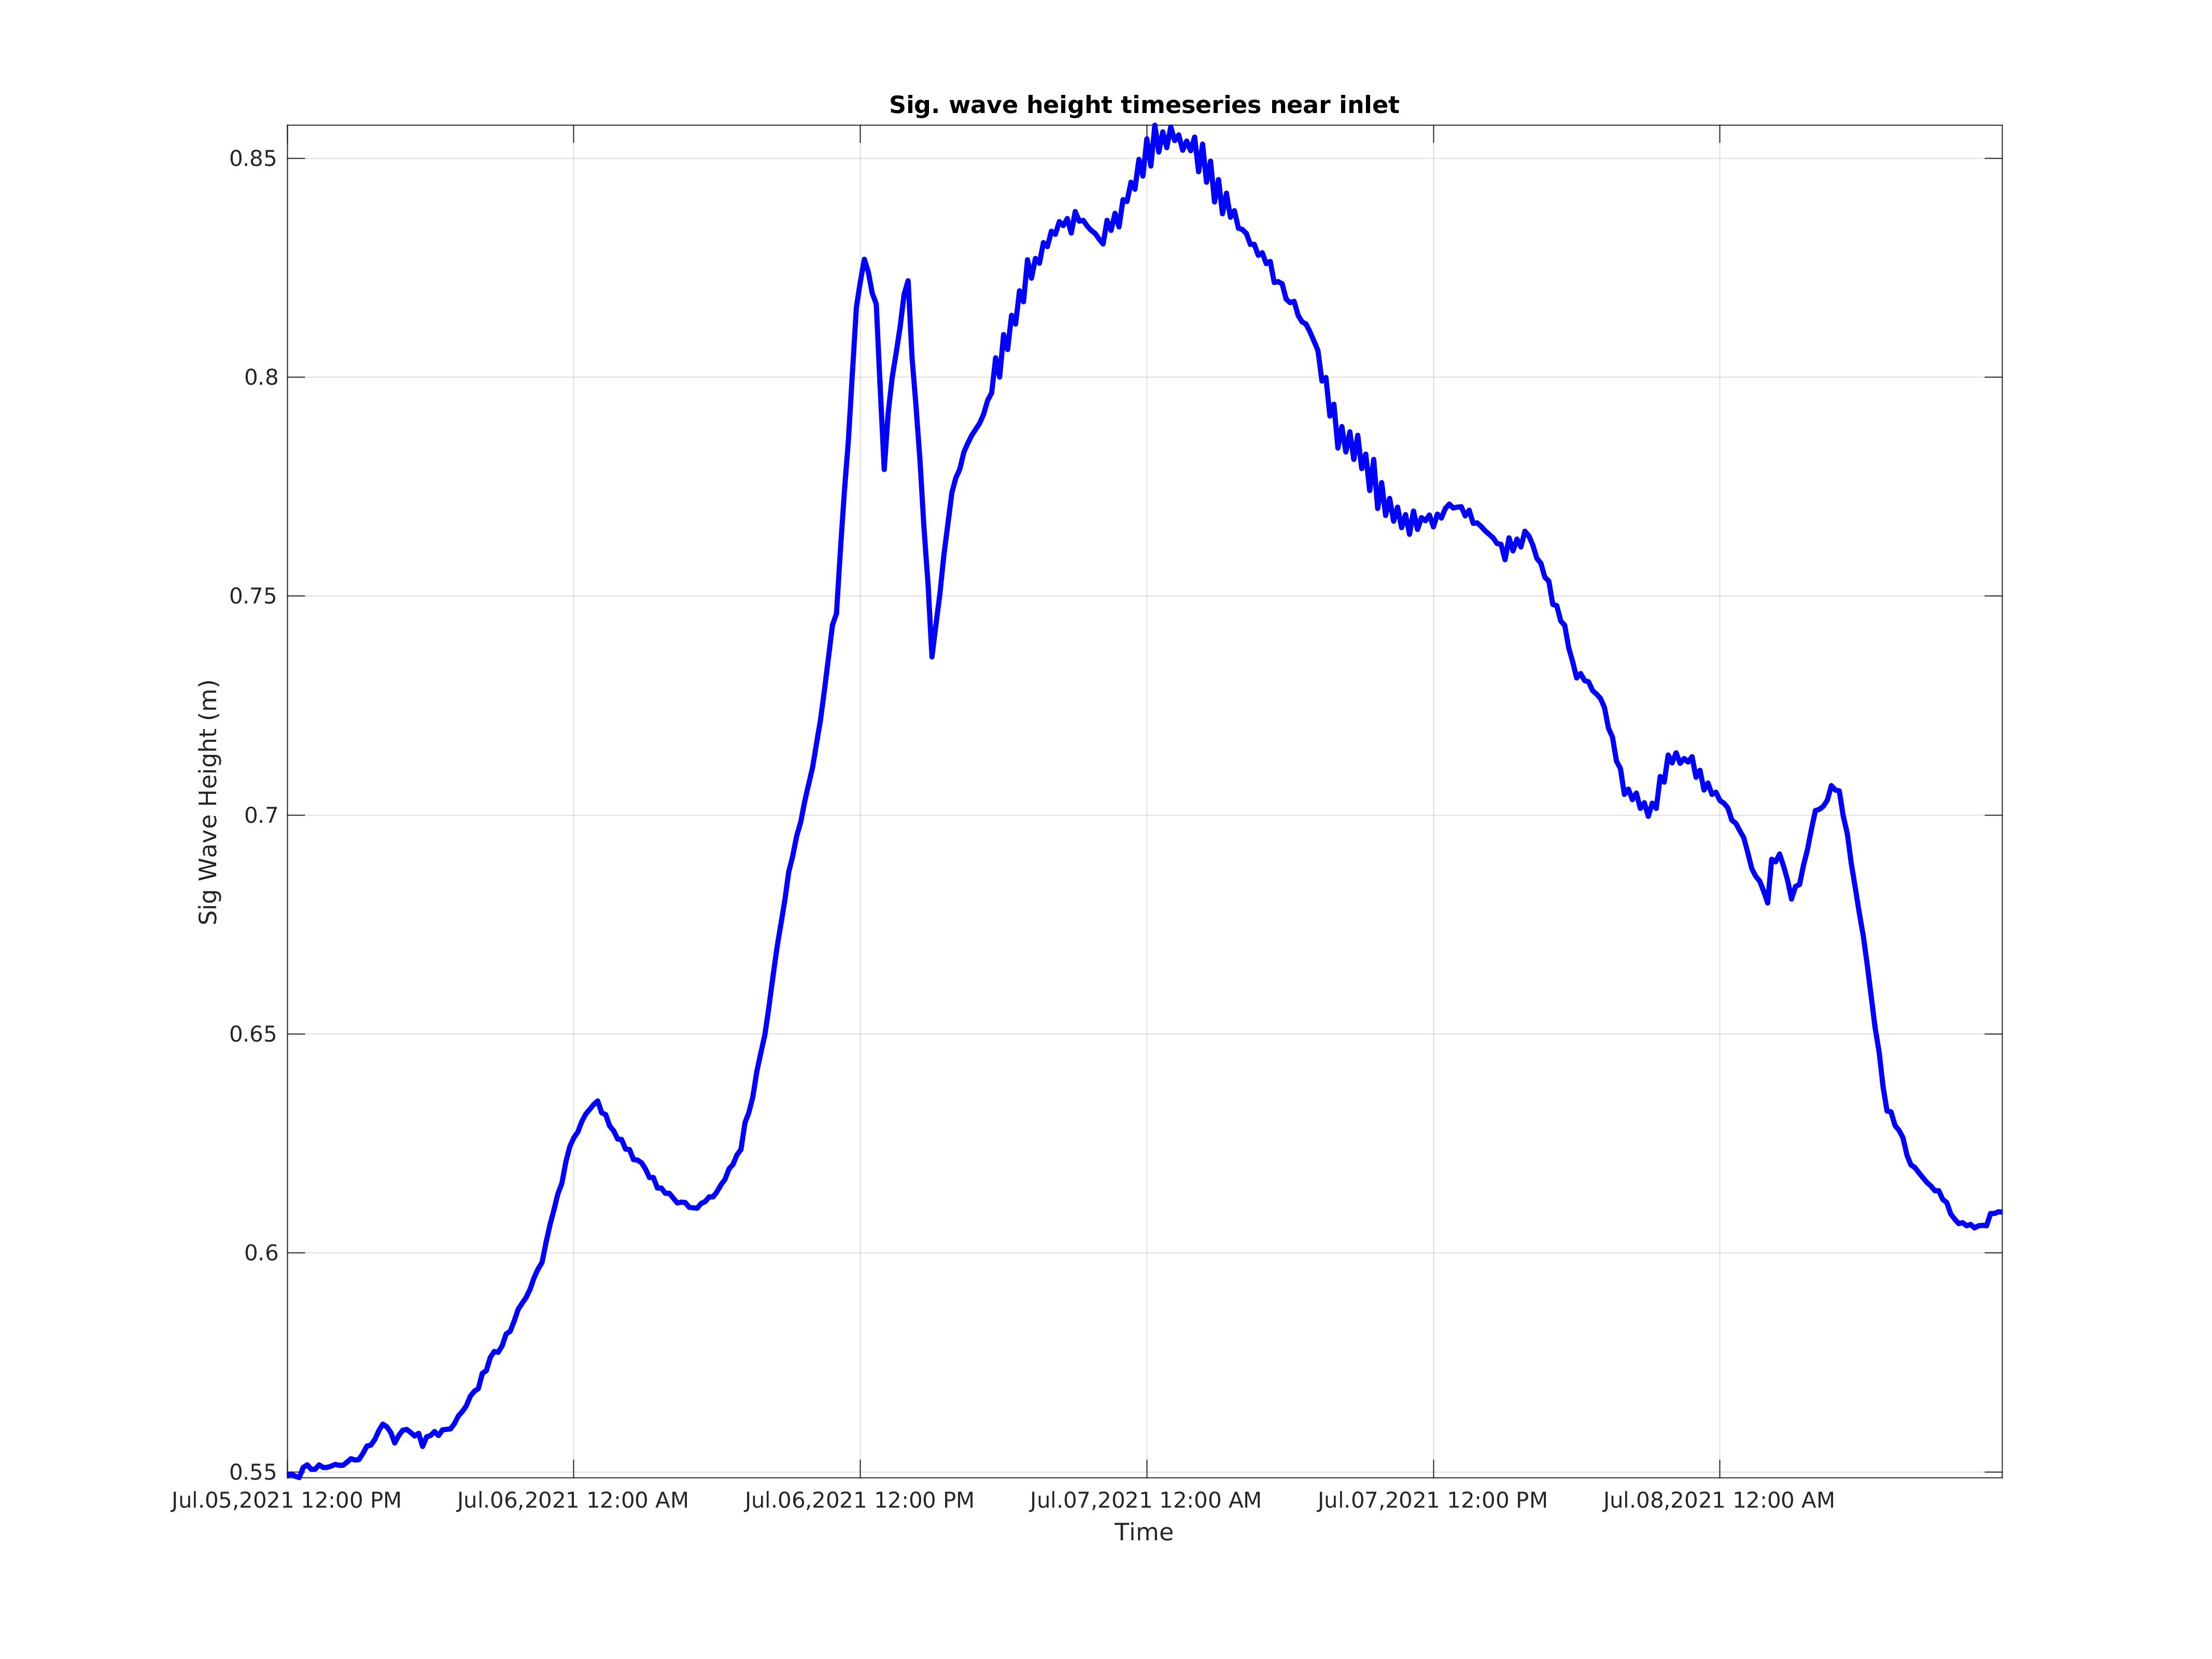 Sig. wave height timeseries near inlet
0.85
0.8
0.75
0.7
0.65
0.6
0.55
Sig Wave Height (m)
Jul.05,2021 12:00 PM
Jul.06,2021 12:00 AM
Jul.06,2021 12:00 PM
Jul.07,2021 12:00 AM
Jul.07,2021 12:00 PM
Jul.08,2021 12:00 AM
Time